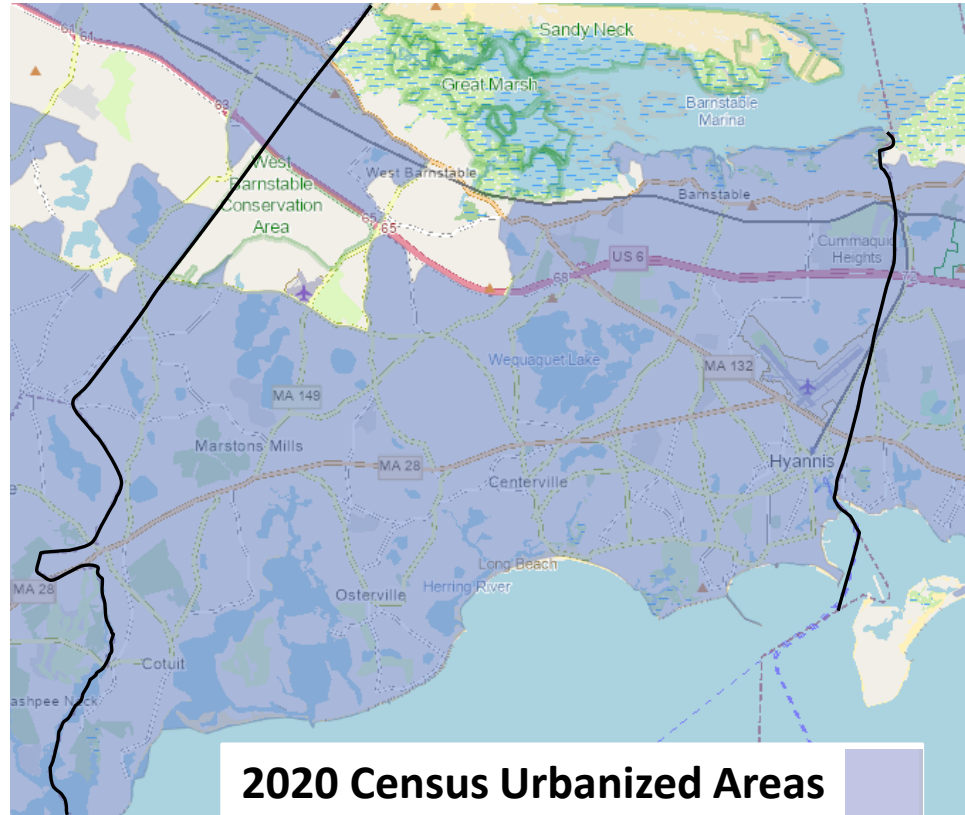 Sandy Neck
61
61
Great Marsh
63
Barnstable
Marina
West
Barnstable
Conservation
Area
West Barnstable
Barnstable
65
65
Cummaquid
Heights
US 6
68
Wequaquet Lake
MA 132
MA 149
Marstons Mills
MA 28
Hyannis
Centerville
Long Beach
MA 28
Herring River
Osterville
Cotuit
ashpee Neck
2020 Census Urbanized Areas